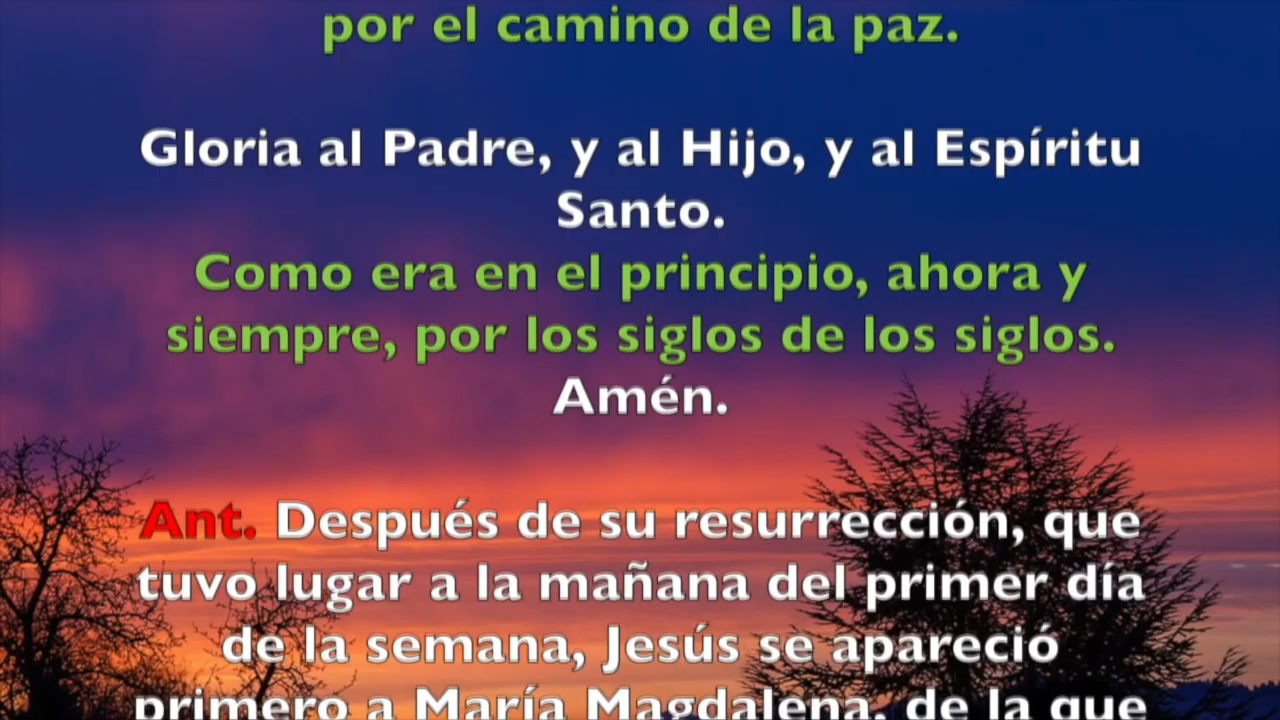 por el camino de la paz.
Gloria al Padre, y al Hijo, y al Espíritu
Santo.
Como era en el principio, ahora y
siempre, por los siglos de los siglos.
Amén.
Ant. Después de su resurrección, que
tuvo lugar a la mañana del primer día
de la semana, Jesús se apareció
primero a María Magdalena, de la que